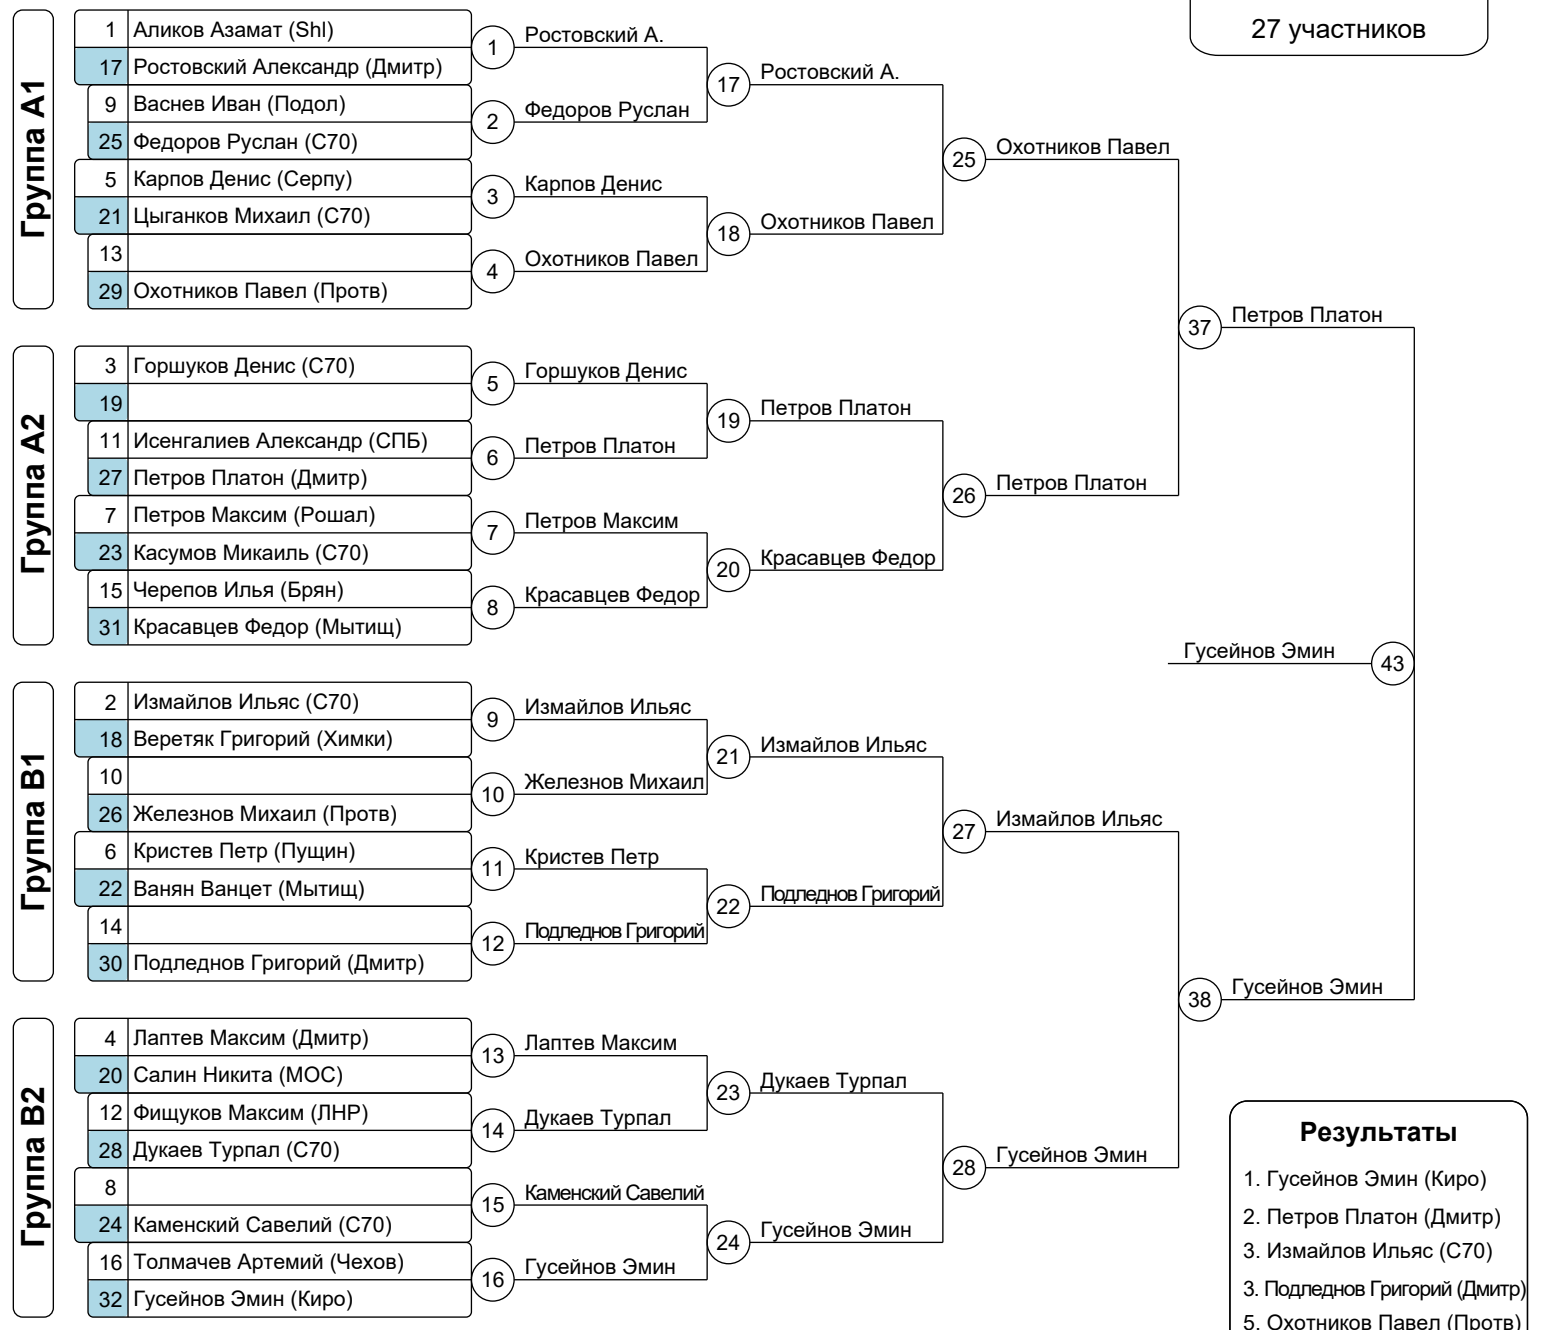 27 участников
Группа A1
1 Аликов Азамат (Shl)
17 Ростовский Александр (Дмитр)
9 Васнев Иван (Подол)
25 Федоров Руслан (С70)
5 Карпов Денис (Серпу)
21 Цыганков Михаил (С70)
13
29 Охотников Павел (Протв)
1 Ростовский А.
2 Федоров Руслан
3 Карпов Денис
4 Охотников Павел
17 Ростовский А.
18 Охотников Павел
25 Охотников Павел
Группа A2
3 Горшуков Денис (С70)
19
11 Исенгалиев Александр (СПБ)
27 Петров Платон (Дмитр)
7 Петров Максим (Рошал)
23 Касумов Микаиль (С70)
15 Черепов Илья (Брян)
31 Красавцев Федор (Мытищ)
5 Горшуков Денис
6 Петров Платон
7 Петров Максим
8 Красавцев Федор
19 Петров Платон
20 Красавцев Федор
26 Петров Платон
37 Петров Платон
Гусейнов Эмин 43
Группа B1
2 Измайлов Ильяс (С70)
18 Веретяк Григорий (Химки)
10
26 Железнов Михаил (Протв)
6 Кристев Петр (Пущин)
22 Ванян Ванцет (Мытищ)
14
30 Подледнов Григорий (Дмитр)
9 Измайлов Ильяс
10 Железнов Михаил
11 Кристев Петр
12 Подледнов Григорий
21 Измайлов Ильяс
22 Подледнов Григорий
27 Измайлов Ильяс
Группа B2
4 Лаптев Максим (Дмитр)
20 Салин Никита (МОС)
12 Фищуков Максим (ЛНР)
28 Дукаев Турпал (С70)
8
24 Каменский Савелий (С70)
16 Толмачев Артемий (Чехов)
32 Гусейнов Эмин (Киро)
13 Лаптев Максим
14 Дукаев Турпал
15 Каменский Савелий
16 Гусейнов Эмин
23 Дукаев Турпал
24 Гусейнов Эмин
28 Гусейнов Эмин
38 Гусейнов Эмин
Результаты
1. Гусейнов Эмин (Киро)
2. Петров Платон (Дмитр)
3. Измайлов Ильяс (С70)
3. Подледнов Григорий (Дмитр)
5. Охотников Павел (Протв)